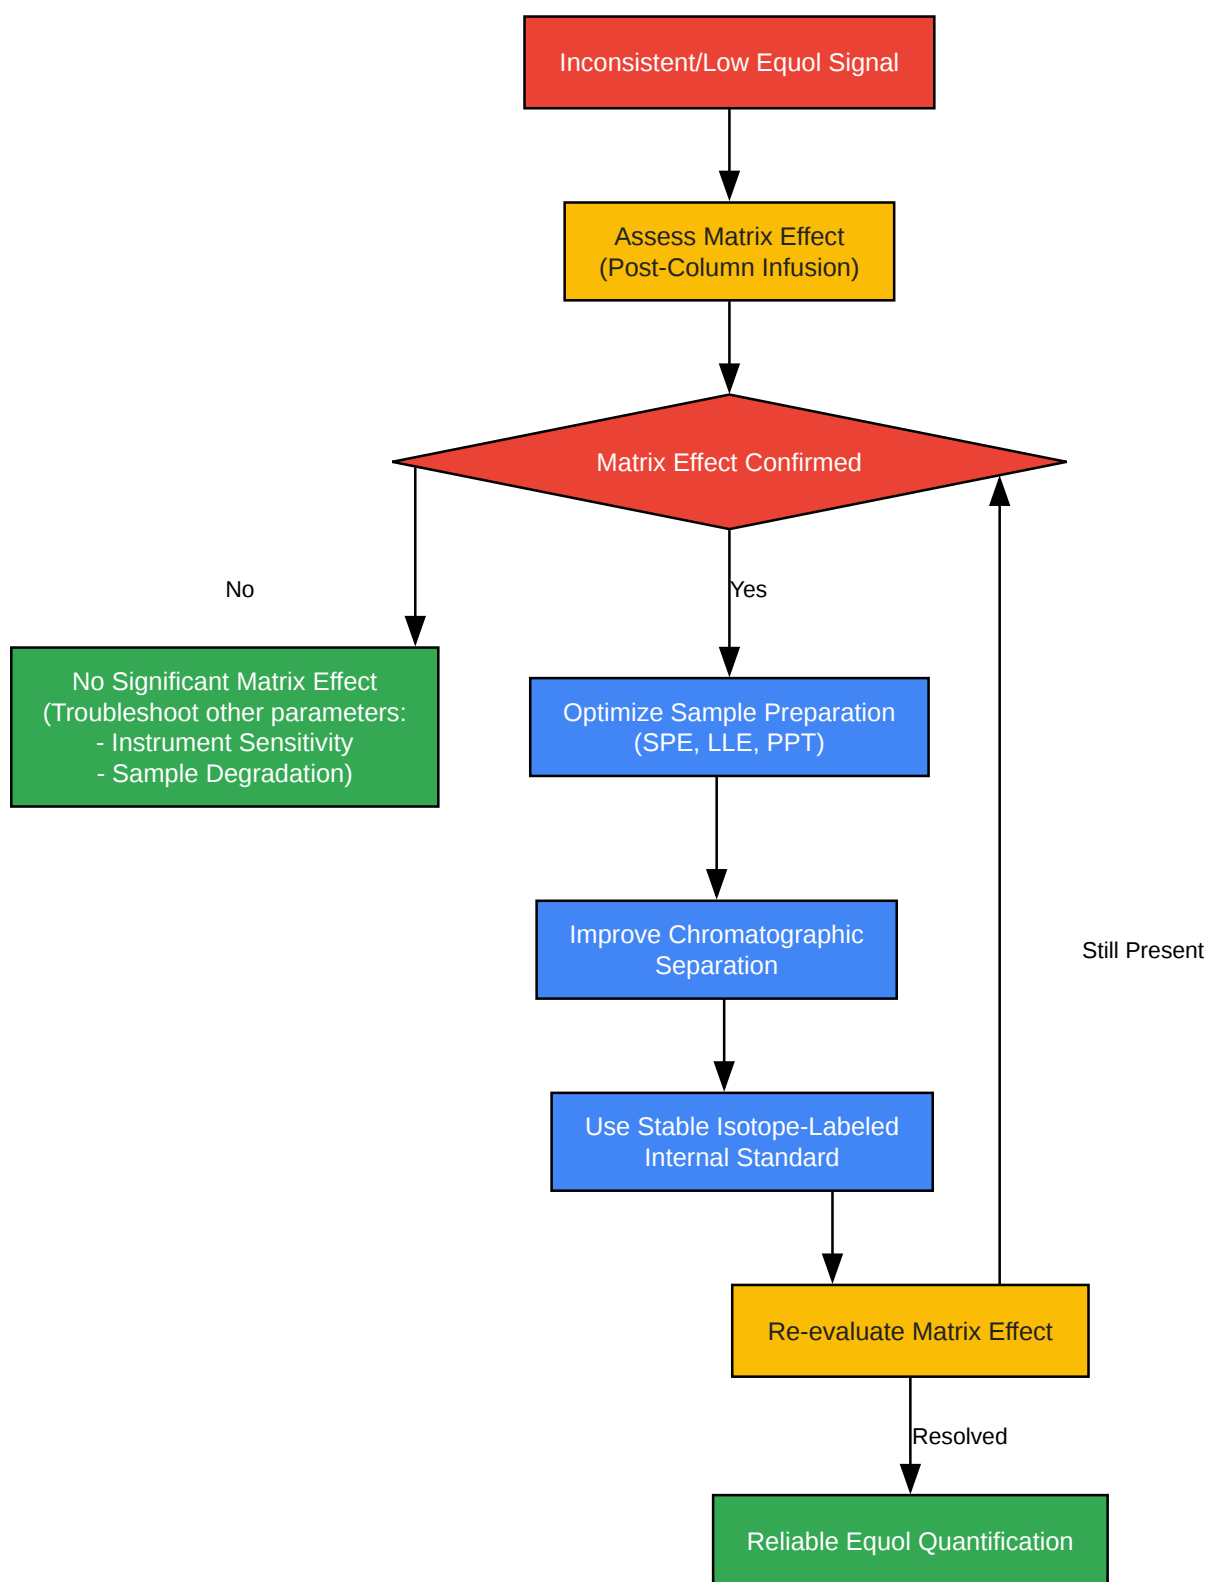 Inconsistent/Low Equol Signal
Assess Matrix Effect
(Post-Column Infusion)
Matrix Effect Confirmed
No
Yes
No Significant Matrix Effect
(Troubleshoot other parameters:
- Instrument Sensitivity
- Sample Degradation)
Optimize Sample Preparation
(SPE, LLE, PPT)
Improve Chromatographic
Separation
Still Present
Use Stable Isotope-Labeled
Internal Standard
Re-evaluate Matrix Effect
Resolved
Reliable Equol Quantification